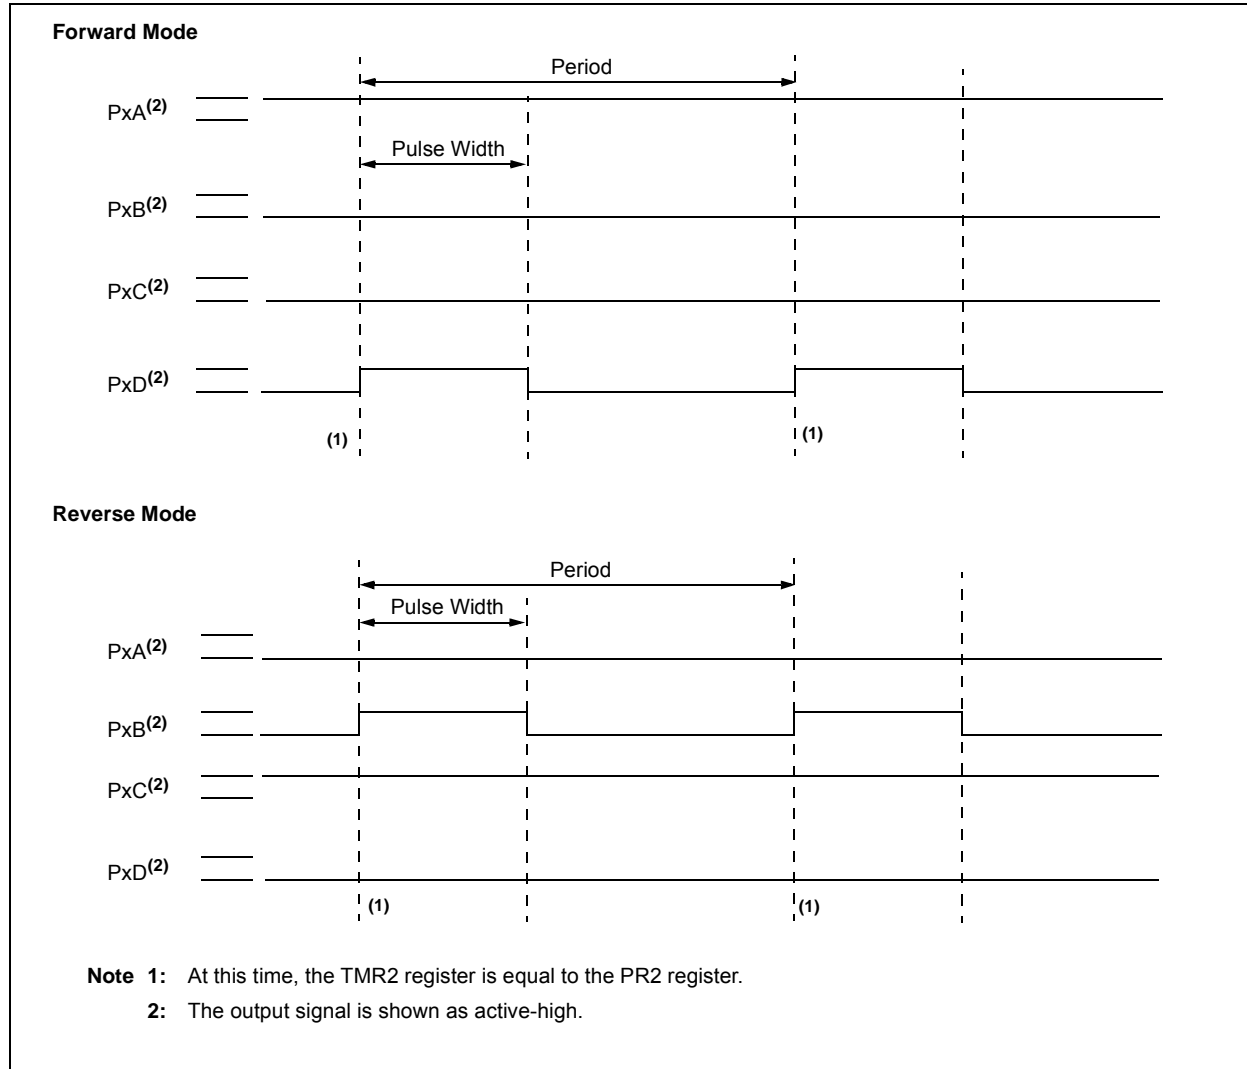 Forward Mode
Period
PxA(2)
Pulse Width
PxB(2)
PxC(2)
PxD(2)
(1)
(1)
Reverse Mode
Period
Pulse Width
PxA(2)
PxB(2)
PxC(2)
PxD(2)
(1)
(1)
Note 1: At this time, the TMR2 register is equal to the PR2 register.
2: The output signal is shown as active-high.